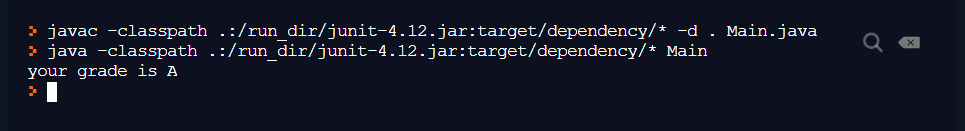 > javac -classpath .:/run_dir/junit-4.12.jar:target/dependency/* -d . Main.java
> java -classpath .:/run_dir/junit-4.12.jar:target/dependency/* Main
your grade is A
>